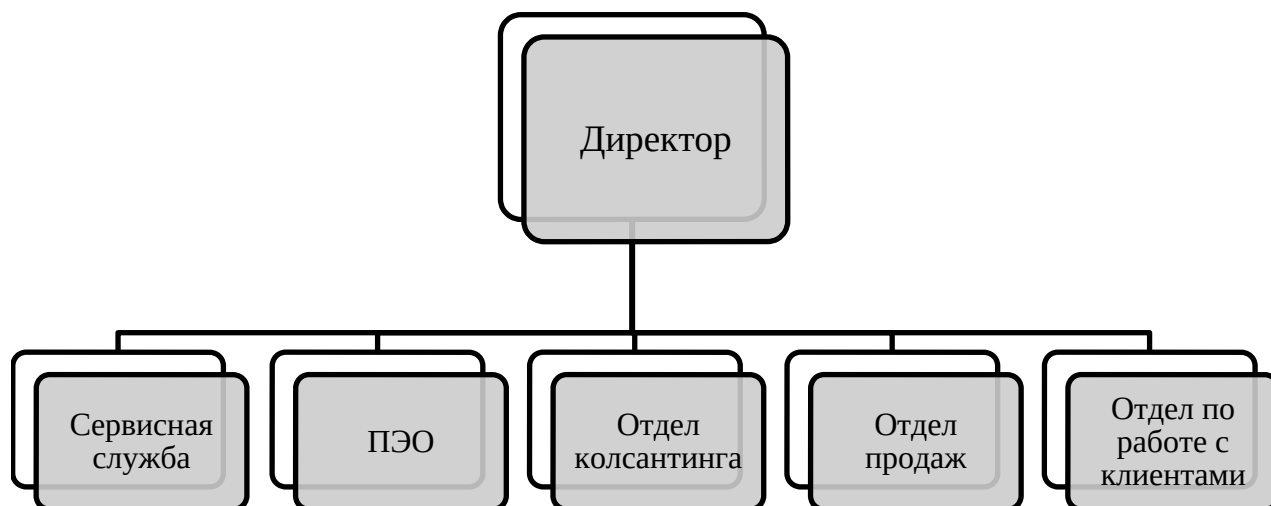 Директор
Сервисная
служба
ПЭО
Отдел
колсантинга
Отдел
продаж
Отдел по
работе с
клиентами